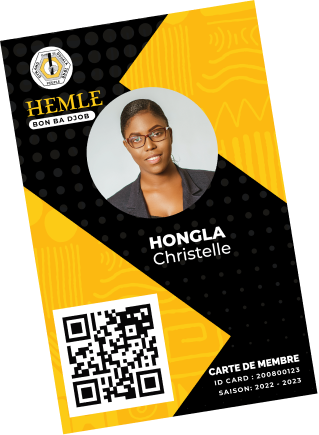 HEMLE
BON BA DJOB
HONGLA
Christelle
CARTE DE MEMBRE
ID CARD : 200800123
SAISON: 2022 - 2023